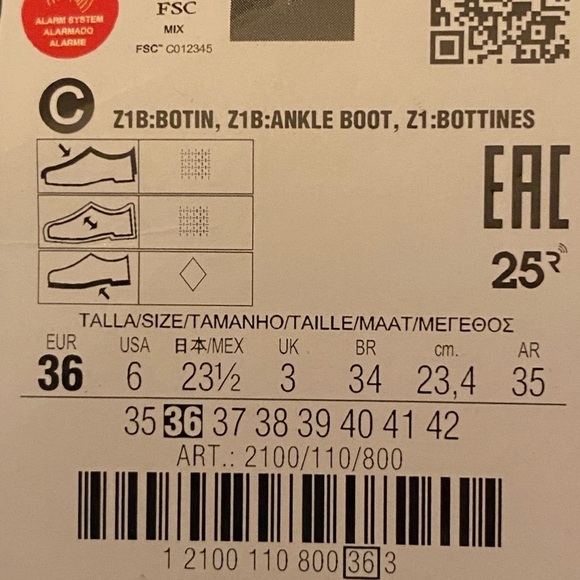 ALARM SYSTEM
ALARMADO
ALARME
FSC
MIX
FSC™ C012345
C
Z1B:BOTIN, Z1B:ANKLE BOOT, Z1:BOTTINES
EAC
25R
TALLA/SIZE/TAMANHO/TAILLE/MAAT/ΜΕΓΕΘΟΣ
EUR USA 日本/MEX UK BR cm. AR
36 6 23½ 3 34 23,4 35
35 36 37 38 39 40 41 42
ART.: 2100/110/800
1 2100 110 800 36 3